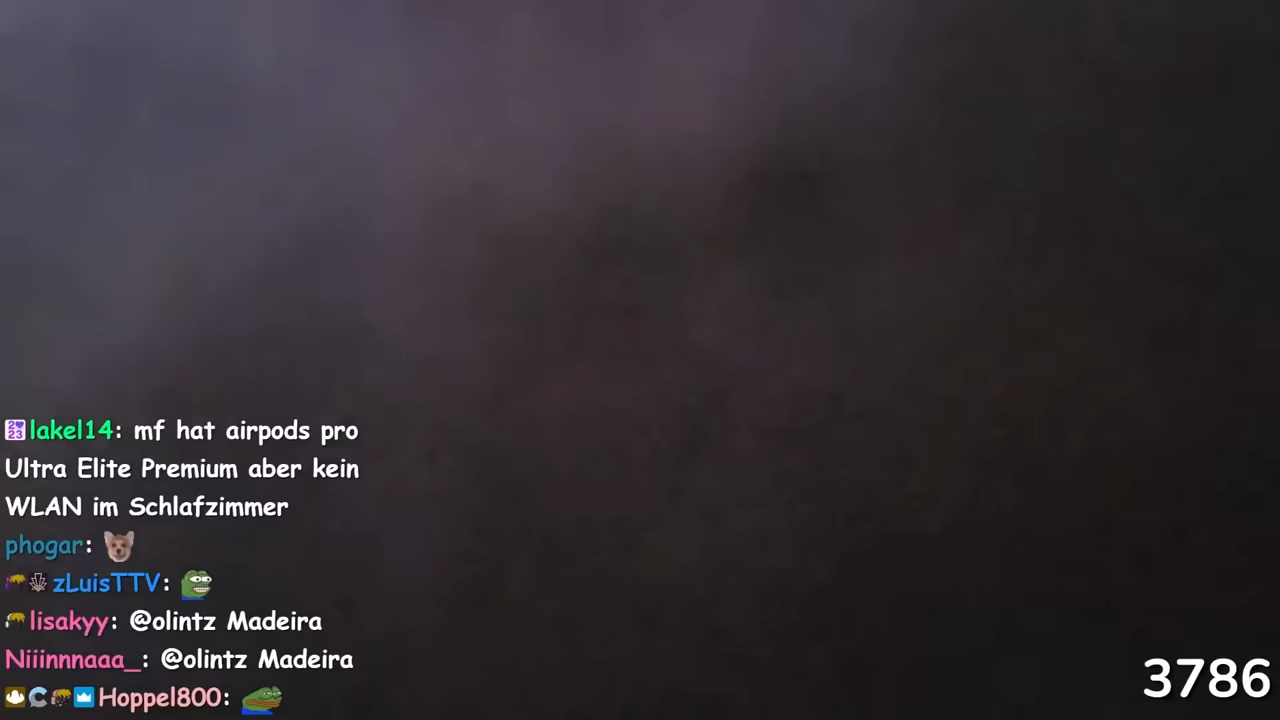 lakel14: mf hat airpods pro
Ultra Elite Premium aber kein
WLAN im Schlafzimmer
phogar:
zLuisTTV:
lisakyy: @olintz Madeira
Niiinnnaaa_: @olintz Madeira
Hoppel800:
3786